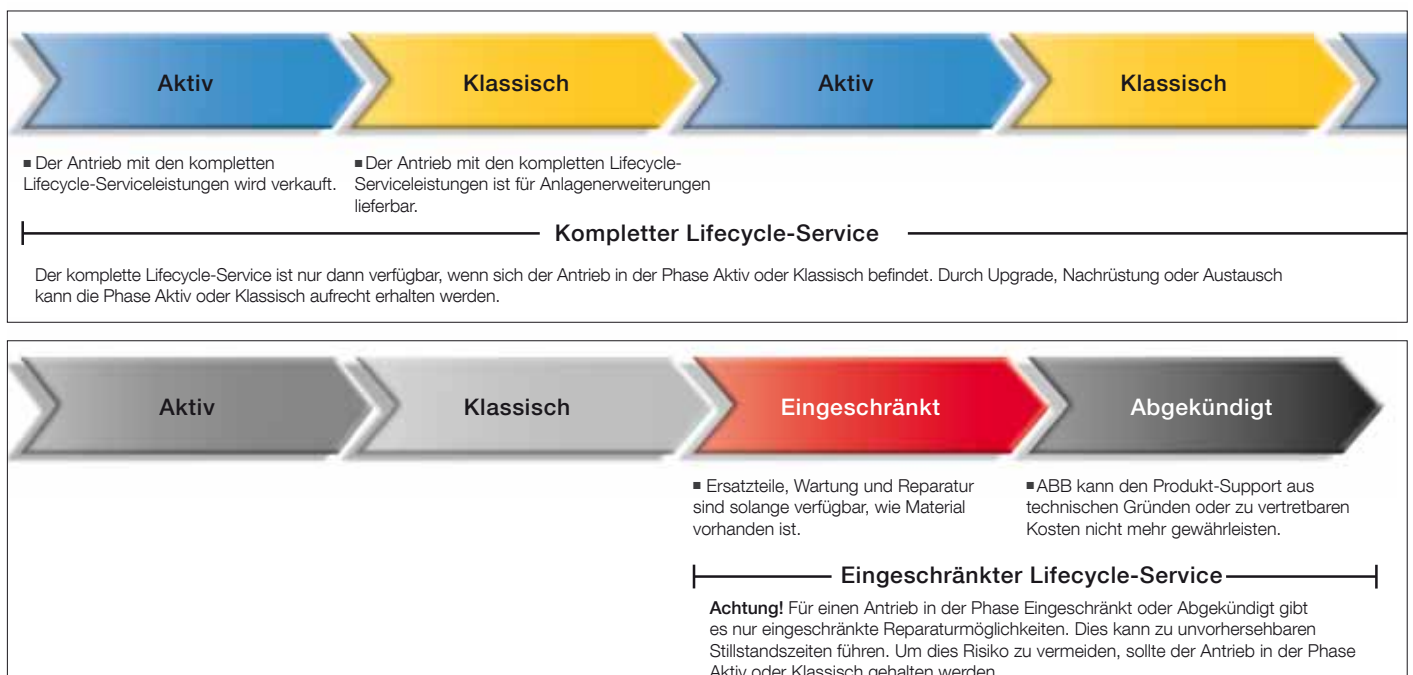 Aktiv
Klassisch
Aktiv
Klassisch
■ Der Antrieb mit den kompletten
Lifecycle-Serviceleistungen wird verkauft.
■ Der Antrieb mit den kompletten Lifecycle-
Serviceleistungen ist für Anlagenerweiterungen
lieferbar.
Kompletter Lifecycle-Service
Der komplette Lifecycle-Service ist nur dann verfügbar, wenn sich der Antrieb in der Phase Aktiv oder Klassisch befindet. Durch Upgrade, Nachrüstung oder Austausch
kann die Phase Aktiv oder Klassisch aufrecht erhalten werden.
Aktiv
Klassisch
Eingeschränkt
Abgekündigt
■ Ersatzteile, Wartung und Reparatur
sind solange verfügbar, wie Material
vorhanden ist.
■ ABB kann den Produkt-Support aus
technischen Gründen oder zu vertretbaren
Kosten nicht mehr gewährleisten.
Eingeschränkter Lifecycle-Service
Achtung! Für einen Antrieb in der Phase Eingeschränkt oder Abgekündigt gibt
es nur eingeschränkte Reparaturmöglichkeiten. Dies kann zu unvorhersehbaren
Stillstandszeiten führen. Um dies Risiko zu vermeiden, sollte der Antrieb in der Phase
Aktiv oder Klassisch gehalten werden